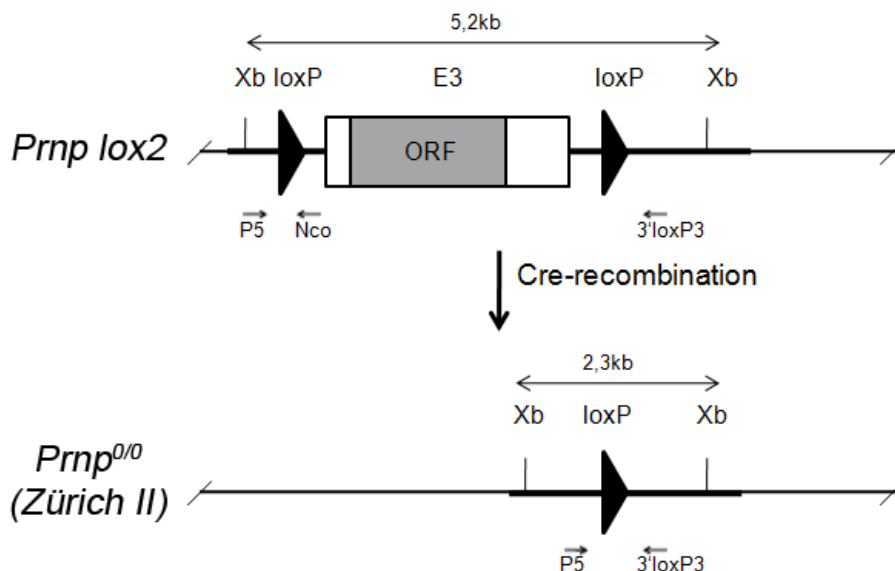 5,2kb
Xb loxP E3 loxP Xb
Prnp lox2
ORF
P5 Nco 3'loxP3
Cre-recombination
2,3kb
Xb loxP Xb
Prnp0/0
(Zürich II)
P5 3'loxP3